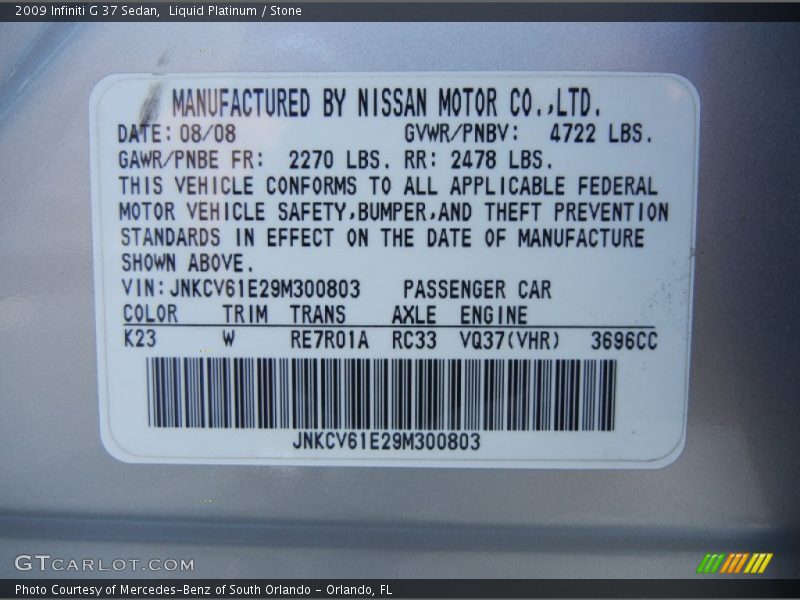 2009 Infiniti G 37 Sedan,  Liquid Platinum / Stone
MANUFACTURED BY NISSAN MOTOR CO.,LTD.
DATE: 08/08 GVWR/PNBV: 4722 LBS.
GAWR/PNBE FR: 2270 LBS. RR: 2478 LBS.
THIS VEHICLE CONFORMS TO ALL APPLICABLE FEDERAL
MOTOR VEHICLE SAFETY,BUMPER,AND THEFT PREVENTION
STANDARDS IN EFFECT ON THE DATE OF MANUFACTURE
SHOWN ABOVE.
VIN: JNKCV61E29M300803 PASSENGER CAR
COLOR TRIM TRANS AXLE ENGINE
K23 W RE7R01A RC33 VQ37(VHR) 3696CC
JNKCV61E29M300803
GTCARLOT.COM
Photo Courtesy of Mercedes-Benz of South Orlando - Orlando, FL